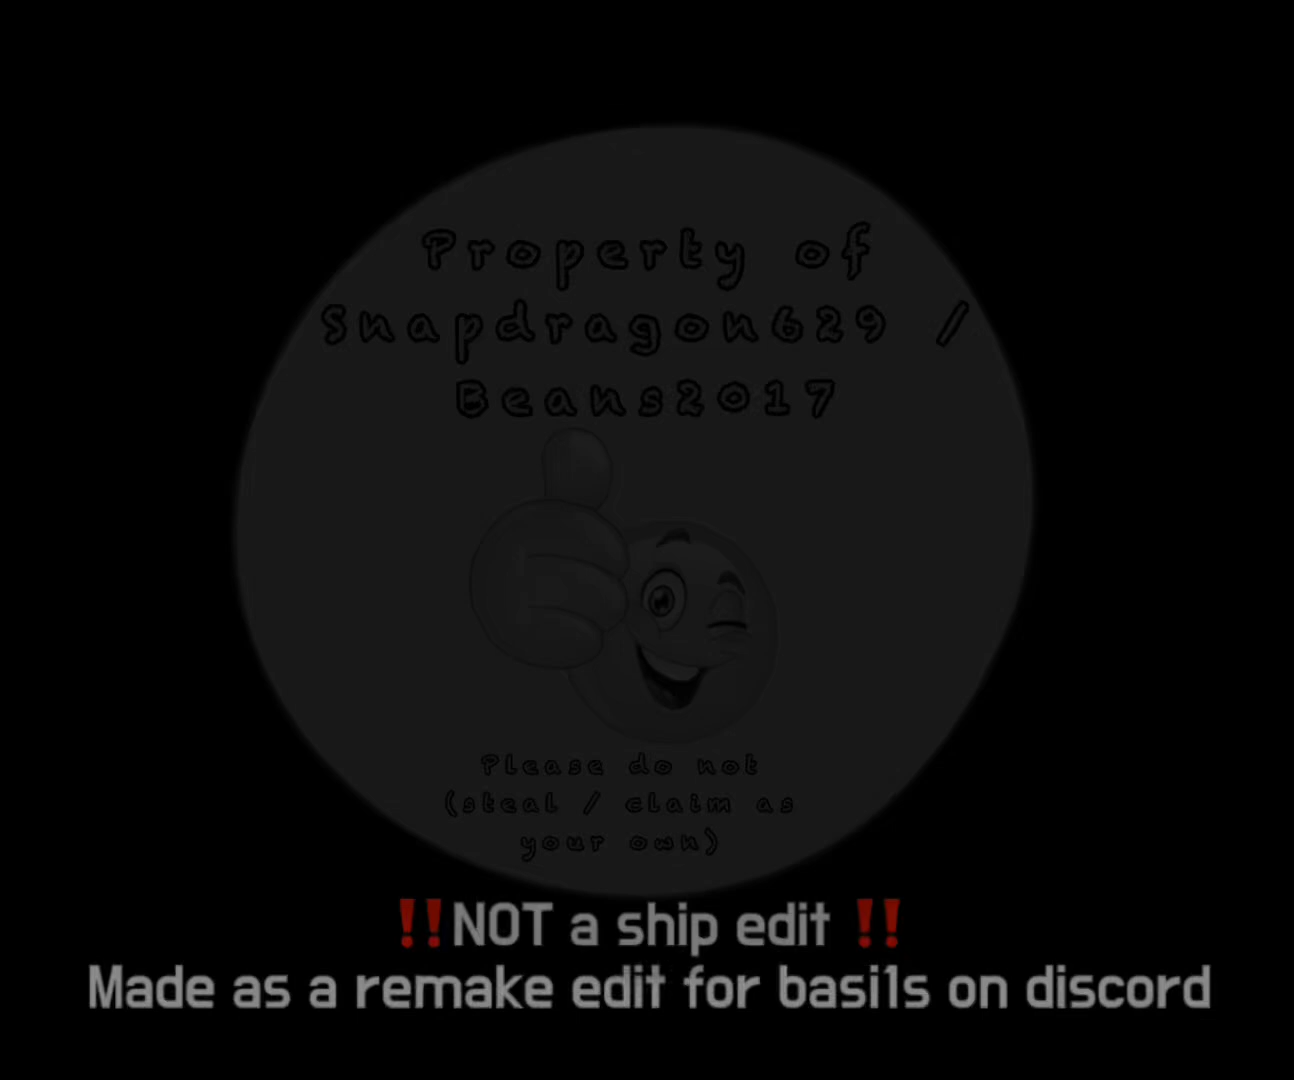 Property of
Snapdragon629 /
Beans2017
Please do not
(steal / claim as
your own)
‼️NOT a ship edit ‼️
Made as a remake edit for basi1s on discord